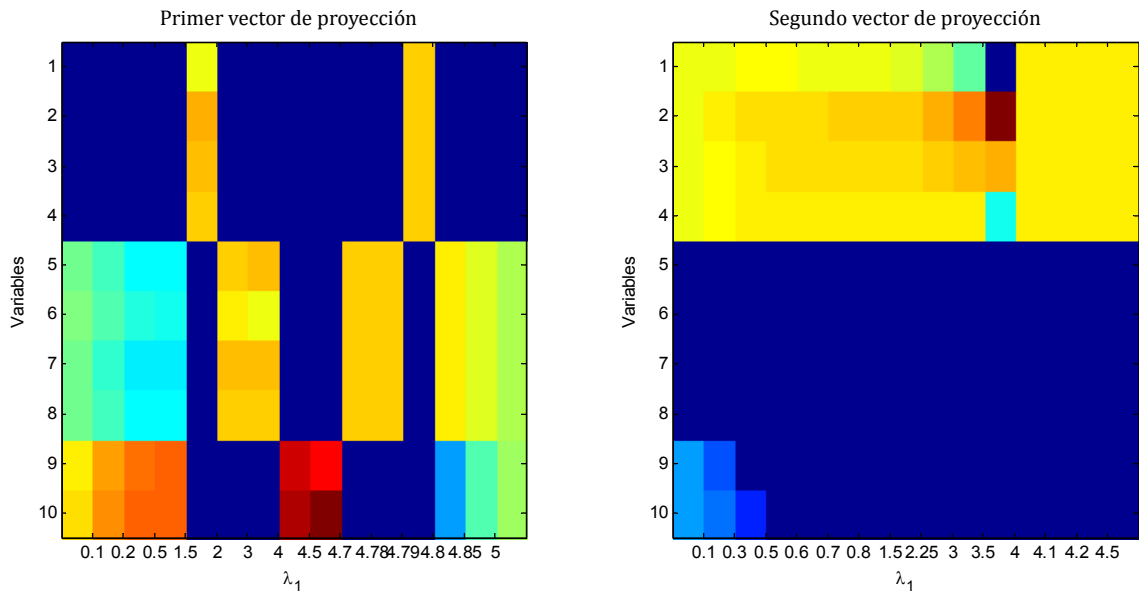 Primer vector de proyección
1
2
3
4
5
6
7
8
9
10
Variables
0.1 0.2 0.5 1.5 2 3 4 4.5 4.7 4.78 4.79 4.8 4.85 5
λ1
Segundo vector de proyección
1
2
3
4
5
6
7
8
9
10
Variables
0.1 0.3 0.5 0.6 0.7 0.8 1.5 2.25 3 3.5 4 4.1 4.2 4.5
λ1